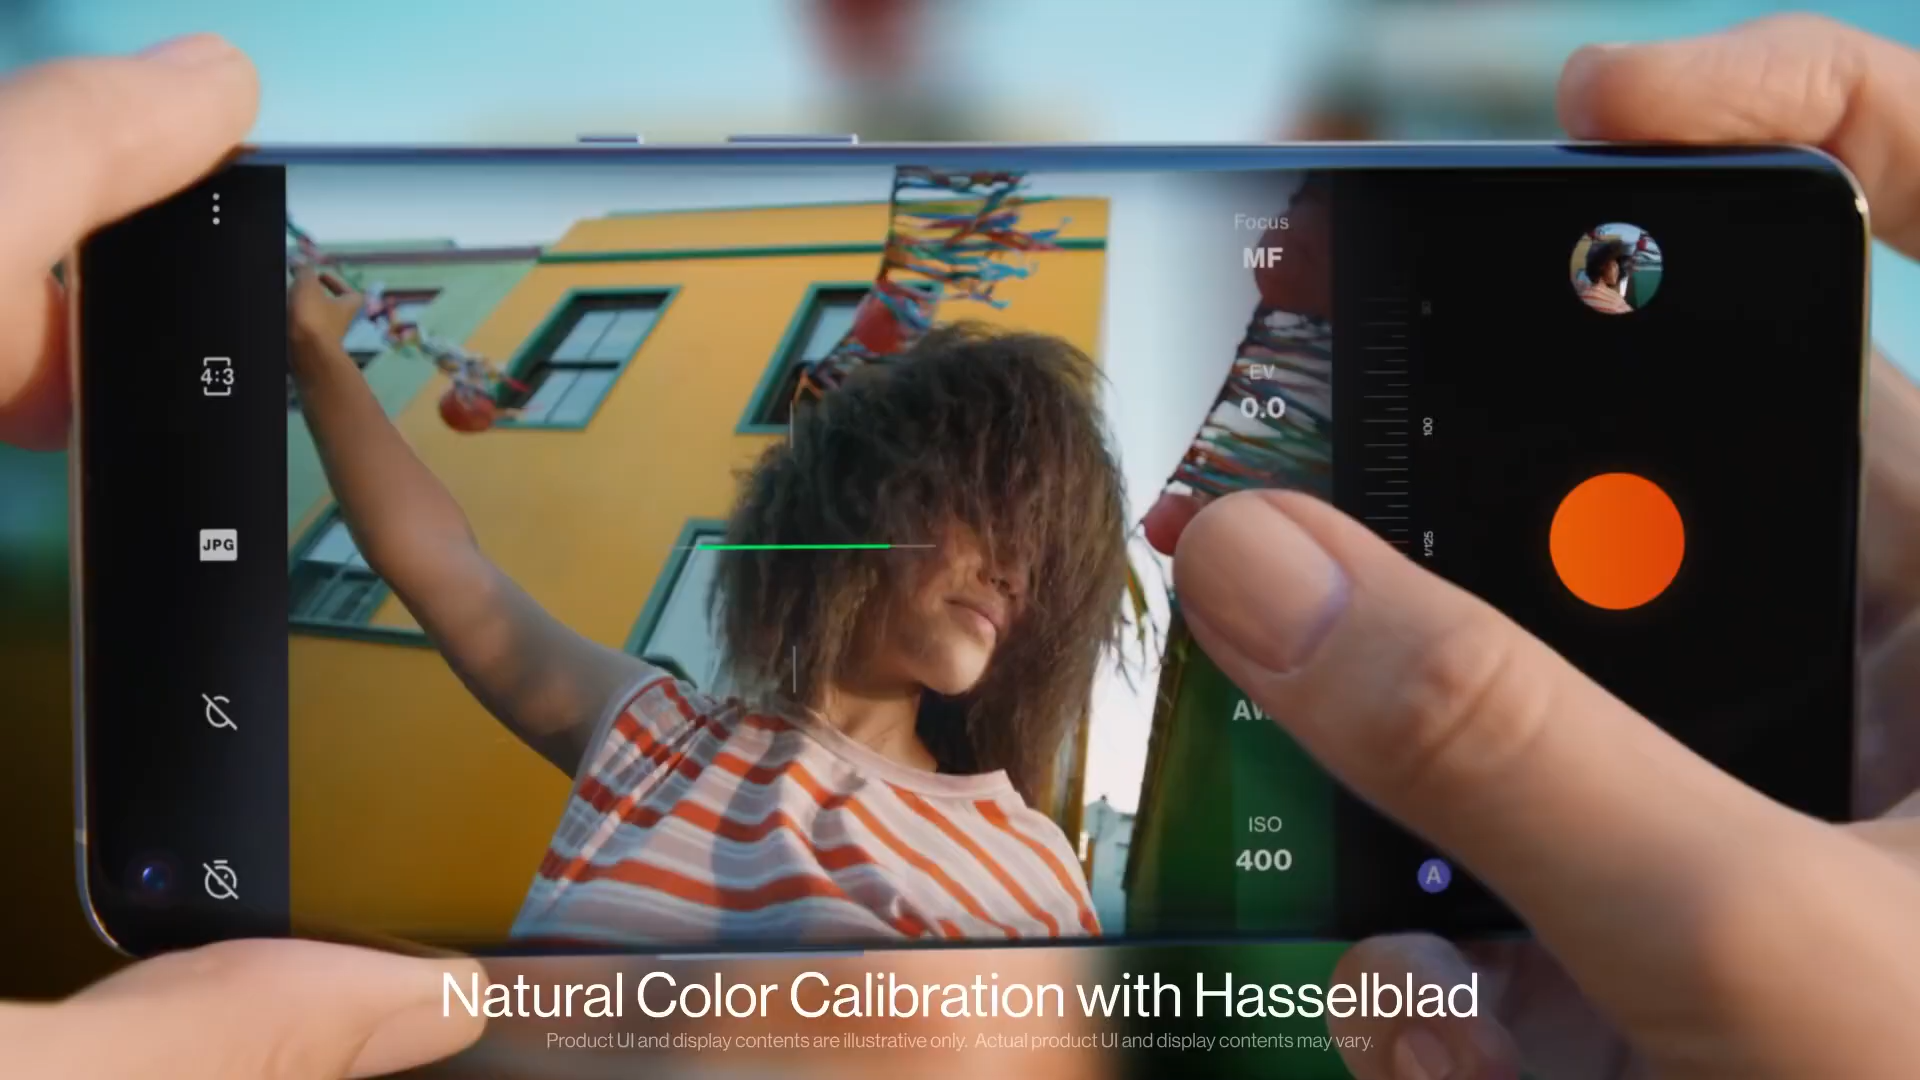 4:3
JPG
Focus
MF
EV
0.0
100
1/125
ISO
400
A
Natural Color Calibration with Hasselblad
Product UI and display contents are illustrative only. Actual product UI and display contents may vary.